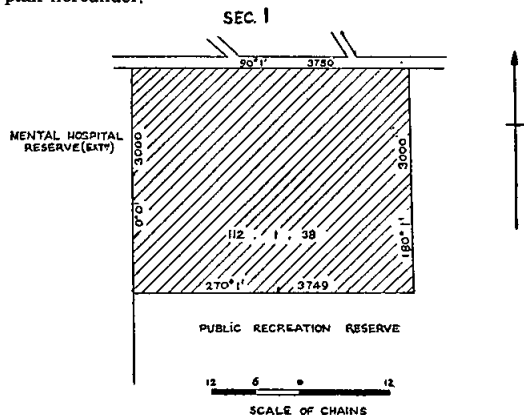 plan hereunder.
SEC. 1
90° 1' 3750
MENTAL HOSPITAL
RESERVE (EXTN)
3000
0° 0'
3000
180° 1'
112 . 1 . 38
270° 1' 3749
PUBLIC RECREATION RESERVE
12 6 0 12
SCALE OF CHAINS